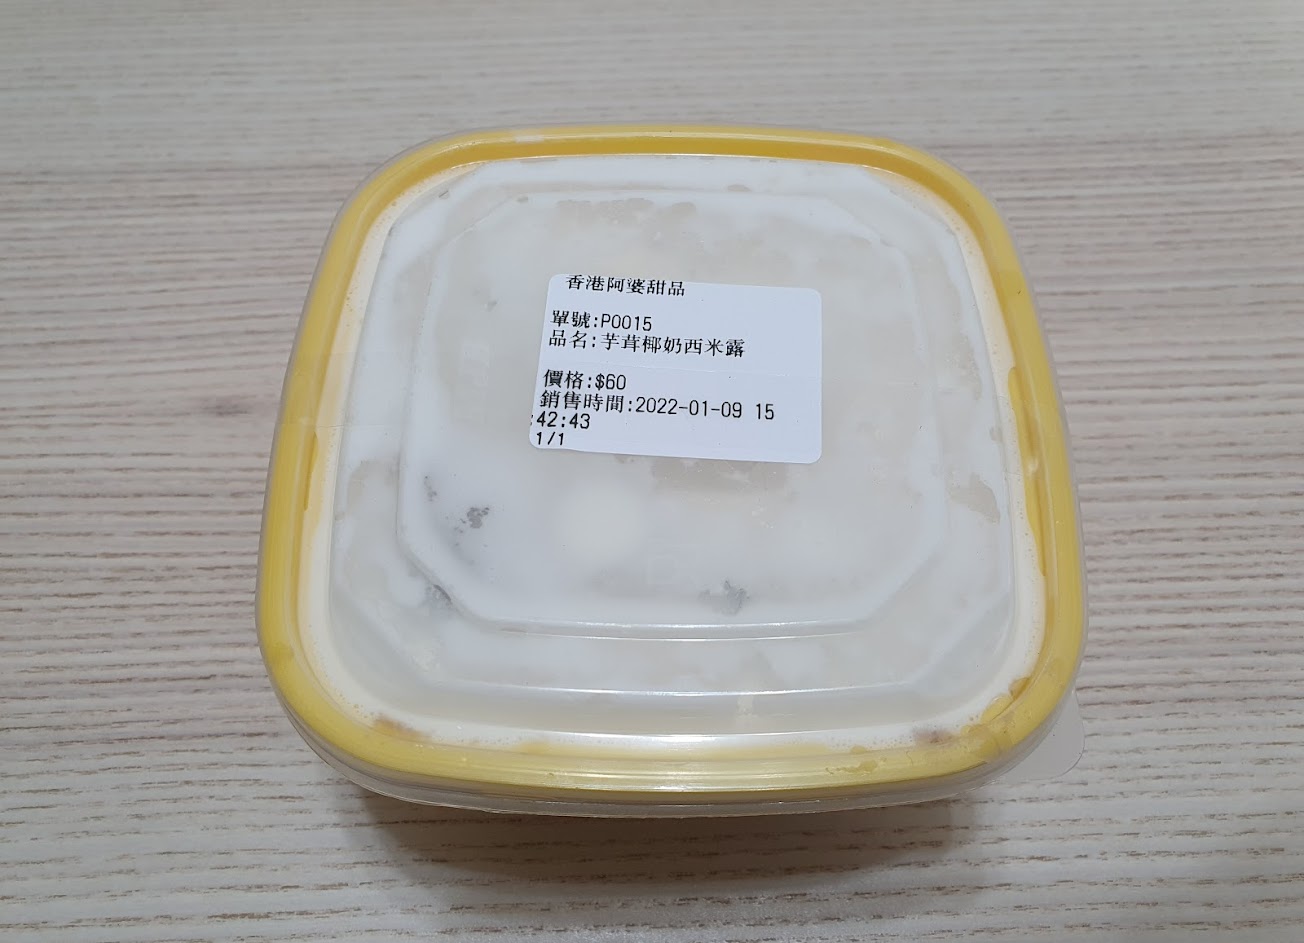 香港阿婆甜品
單號:P0015
品名:芋茸椰奶西米露
價格:$60
銷售時間:2022-01-09 15
:42:43
1/1